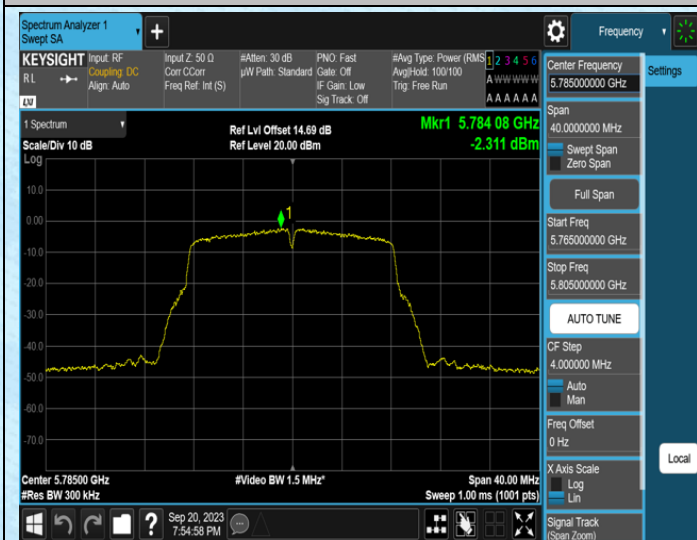 Spectrum Analyzer 1
Swept SA
+
Frequency
KEYSIGHT
RL
LXI
Input: RF
Coupling: DC
Align: Auto
Input Z: 50 Ω
Corr CCorr
Freq Ref: Int (S)
#Atten: 30 dB
µW Path: Standard
PNO: Fast
Gate: Off
IF Gain: Low
Sig Track: Off
#Avg Type: Power (RMS
Avg|Hold: 100/100
Trig: Free Run
1 2 3 4 5 6
A W W W W W
A A A A A A
1 Spectrum
Scale/Div 10 dB
Log
Ref Lvl Offset 14.69 dB
Ref Level 20.00 dBm
Mkr1 5.784 08 GHz
-2.311 dBm
10.0
0.00
-10.0
-20.0
-30.0
-40.0
-50.0
-60.0
-70.0
1
Center 5.78500 GHz
#Res BW 300 kHz
#Video BW 1.5 MHz*
Span 40.00 MHz
Sweep 1.00 ms (1001 pts)
Center Frequency
5.785000000 GHz
Span
40.0000000 MHz
Swept Span
Zero Span
Full Span
Start Freq
5.765000000 GHz
Stop Freq
5.805000000 GHz
AUTO TUNE
CF Step
4.000000 MHz
Auto
Man
Freq Offset
0 Hz
X Axis Scale
Log
Lin
Signal Track
(Span Zoom)
Settings
Local
?
Sep 20, 2023
7:54:58 PM